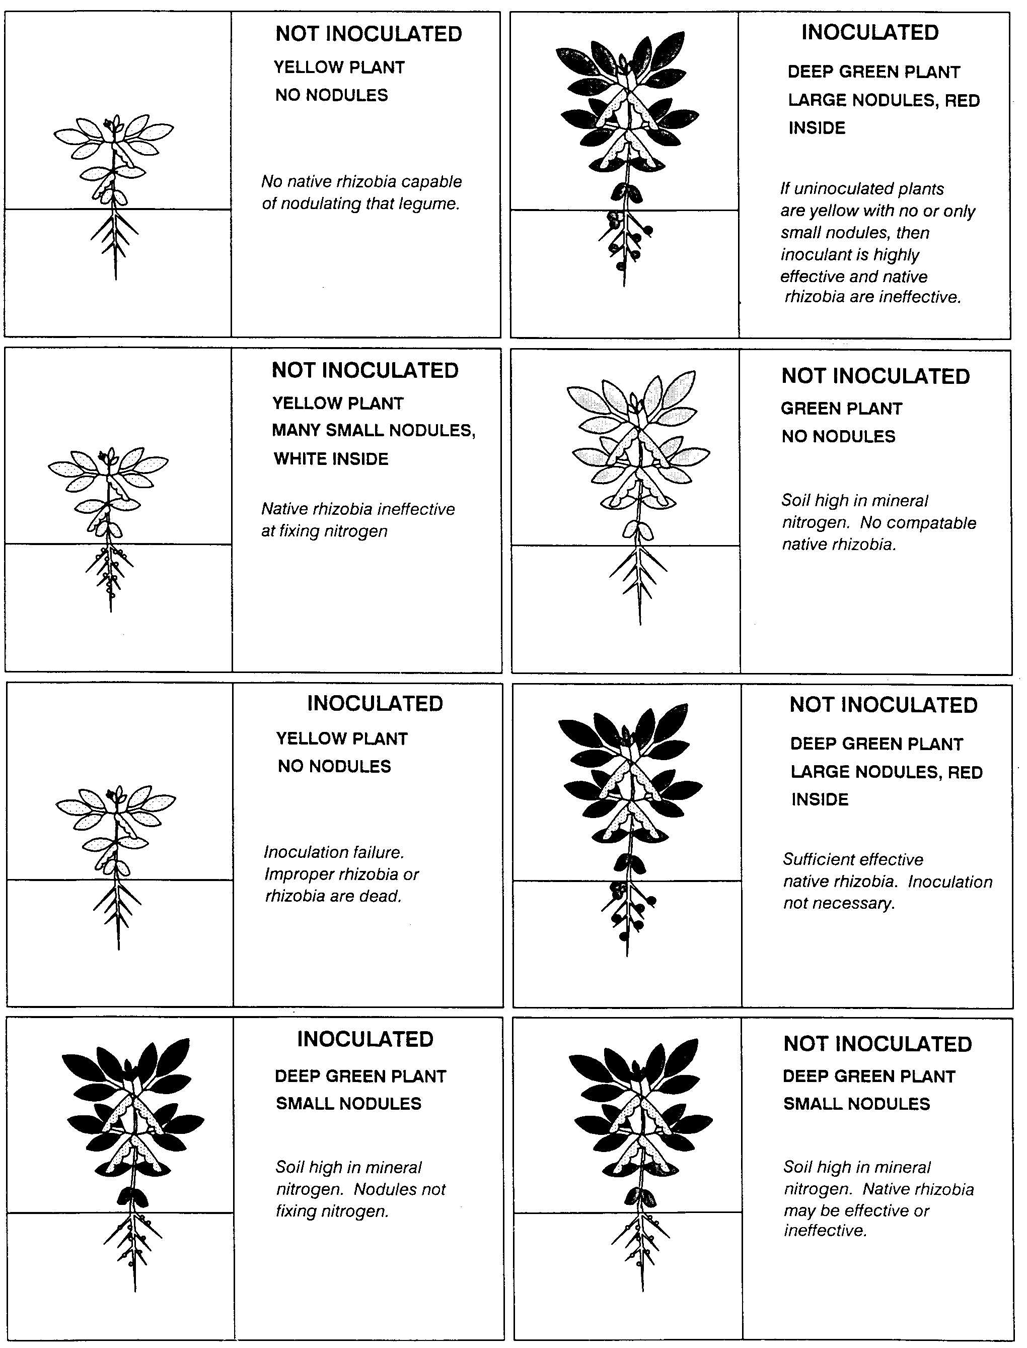 NOT INOCULATED
YELLOW PLANT
NO NODULES
No native rhizobia capable
of nodulating that legume.
INOCULATED
DEEP GREEN PLANT
LARGE NODULES, RED
INSIDE
If uninoculated plants
are yellow with no or only
small nodules, then
inoculant is highly
effective and native
rhizobia are ineffective.
NOT INOCULATED
YELLOW PLANT
MANY SMALL NODULES,
WHITE INSIDE
Native rhizobia ineffective
at fixing nitrogen
NOT INOCULATED
GREEN PLANT
NO NODULES
Soil high in mineral
nitrogen. No compatable
native rhizobia.
INOCULATED
YELLOW PLANT
NO NODULES
Inoculation failure.
Improper rhizobia or
rhizobia are dead.
NOT INOCULATED
DEEP GREEN PLANT
LARGE NODULES, RED
INSIDE
Sufficient effective
native rhizobia. Inoculation
not necessary.
INOCULATED
DEEP GREEN PLANT
SMALL NODULES
Soil high in mineral
nitrogen. Nodules not
fixing nitrogen.
NOT INOCULATED
DEEP GREEN PLANT
SMALL NODULES
Soil high in mineral
nitrogen. Native rhizobia
may be effective or
ineffective.